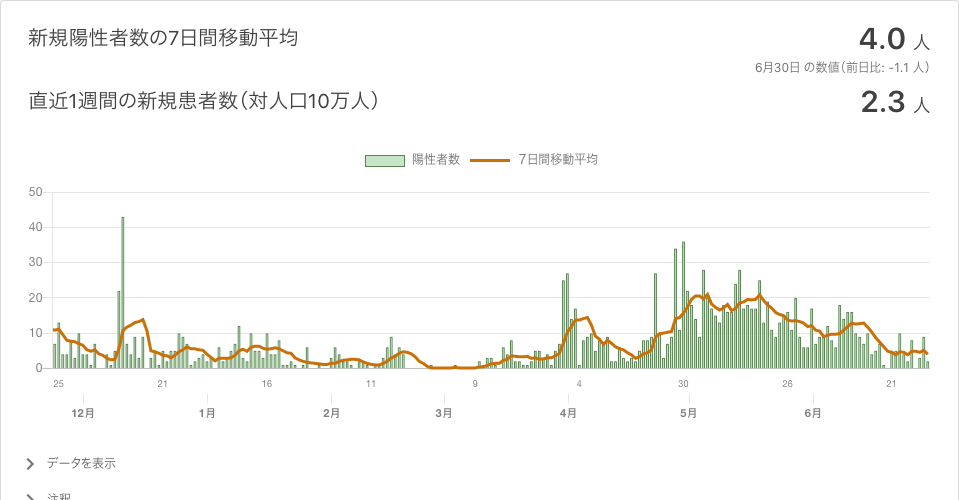 新規陽性者数の7日間移動平均
4.0 人
6月30日 の数値（前日比: -1.1 人）
直近1週間の新規患者数（対人口10万人）
2.3 人
陽性者数 7日間移動平均
50
40
30
20
10
0
25 21 16 11 9 4 30 26 21
12月 1月 2月 3月 4月 5月 6月
データを表示
注釈